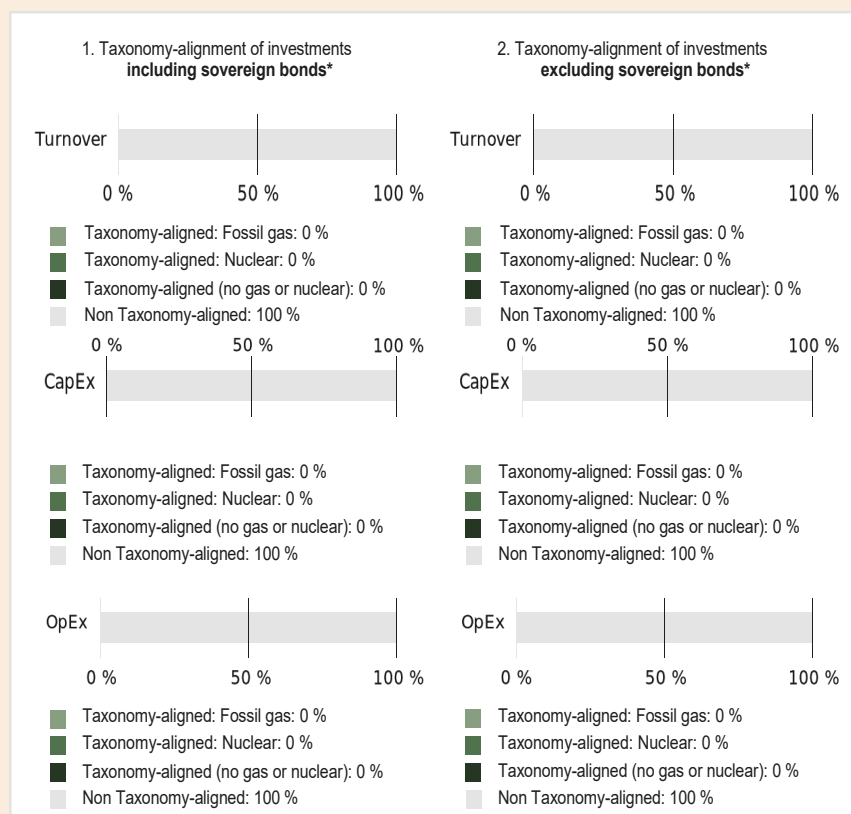 1. Taxonomy-alignment of investments
including sovereign bonds*
Turnover
0 % 50 % 100 %
Taxonomy-aligned: Fossil gas: 0 %
Taxonomy-aligned: Nuclear: 0 %
Taxonomy-aligned (no gas or nuclear): 0 %
Non Taxonomy-aligned: 100 %
0 % 50 % 100 %
CapEx
Taxonomy-aligned: Fossil gas: 0 %
Taxonomy-aligned: Nuclear: 0 %
Taxonomy-aligned (no gas or nuclear): 0 %
Non Taxonomy-aligned: 100 %
OpEx
0 % 50 % 100 %
Taxonomy-aligned: Fossil gas: 0 %
Taxonomy-aligned: Nuclear: 0 %
Taxonomy-aligned (no gas or nuclear): 0 %
Non Taxonomy-aligned: 100 %
2. Taxonomy-alignment of investments
excluding sovereign bonds*
Turnover
0 % 50 % 100 %
Taxonomy-aligned: Fossil gas: 0 %
Taxonomy-aligned: Nuclear: 0 %
Taxonomy-aligned (no gas or nuclear): 0 %
Non Taxonomy-aligned: 100 %
0 % 50 % 100 %
CapEx
Taxonomy-aligned: Fossil gas: 0 %
Taxonomy-aligned: Nuclear: 0 %
Taxonomy-aligned (no gas or nuclear): 0 %
Non Taxonomy-aligned: 100 %
OpEx
0 % 50 % 100 %
Taxonomy-aligned: Fossil gas: 0 %
Taxonomy-aligned: Nuclear: 0 %
Taxonomy-aligned (no gas or nuclear): 0 %
Non Taxonomy-aligned: 100 %